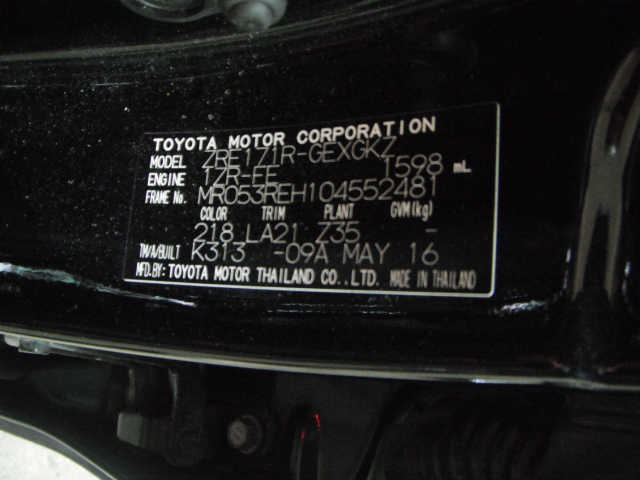 TOYOTA MOTOR CORPORATION
MODEL ZRE171R-GEXGKZ
ENGINE 1ZR-FE 1598 mL
FRAME No. MR053REH104552481
COLOR TRIM PLANT GVM(kg)
218 LA21 Z35 -
TM/A/BUILT K313 -09A MAY 16
MFD.BY: TOYOTA MOTOR THAILAND CO.,LTD. MADE IN THAILAND